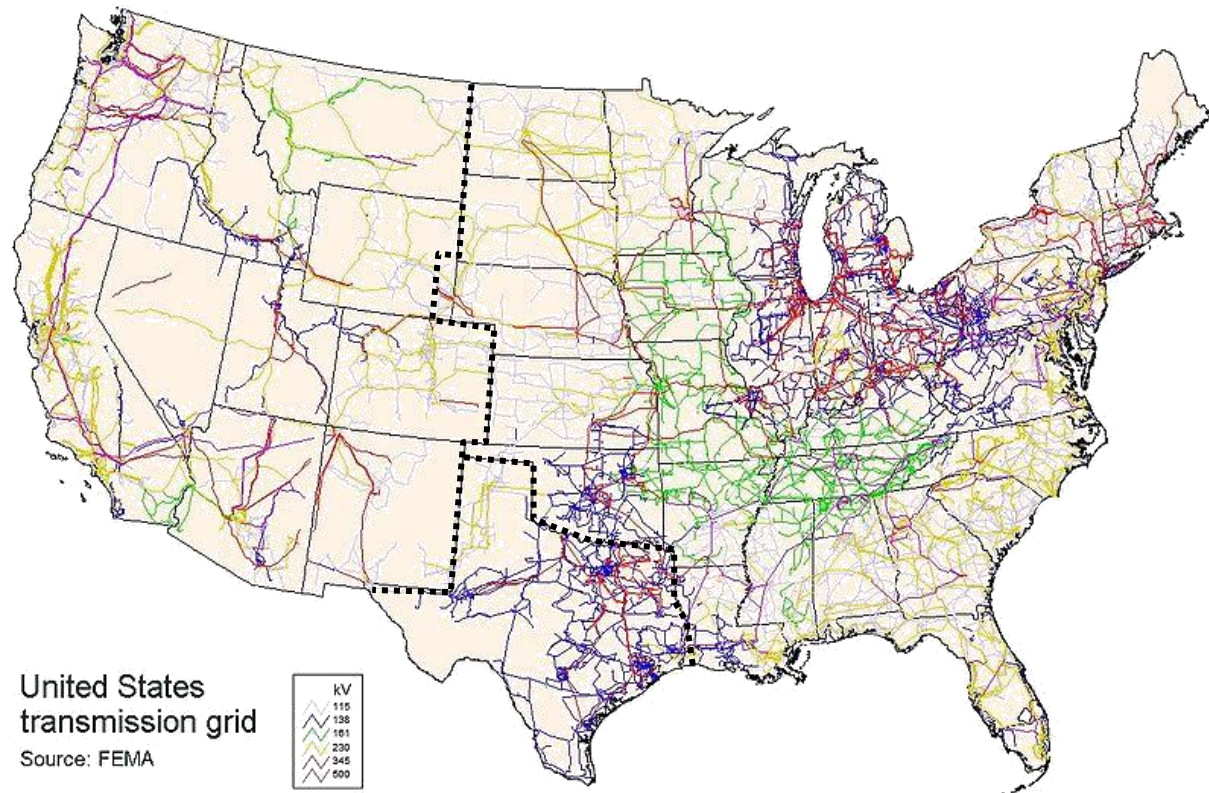 United States
transmission grid
Source: FEMA
kV
115
138
161
230
345
500